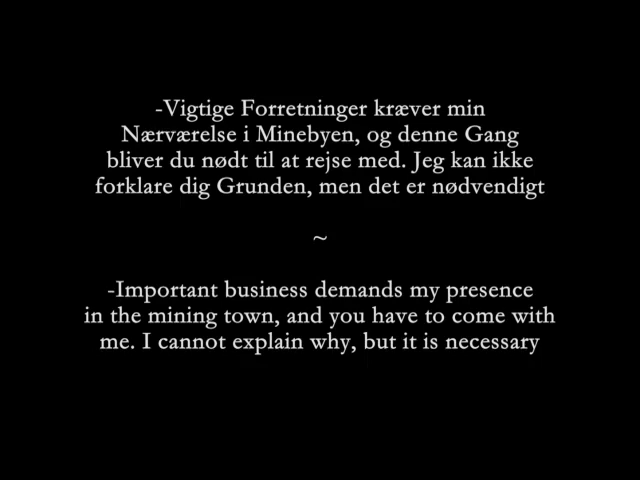 -Vigtige Forretninger kræver min
Nærværelse i Minebyen, og denne Gang
bliver du nødt til at rejse med. Jeg kan ikke
forklare dig Grunden, men det er nødvendigt
~
-Important business demands my presence
in the mining town, and you have to come with
me. I cannot explain why, but it is necessary